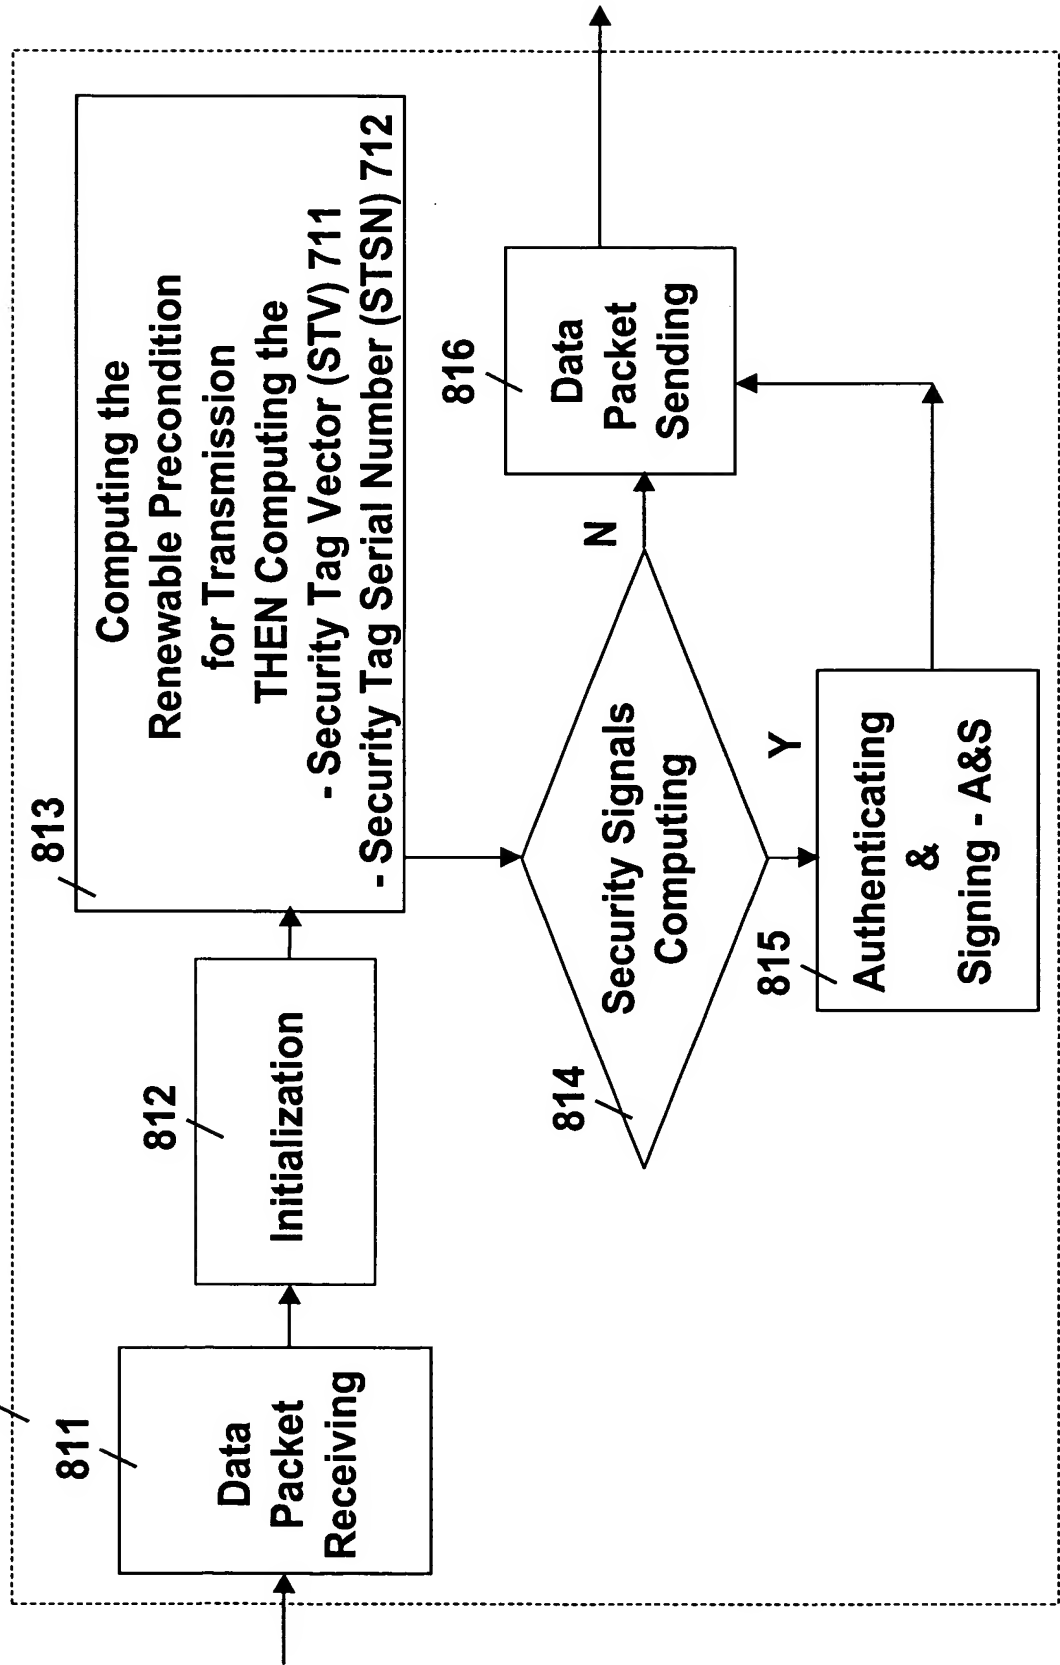 811
Data
Packet
Receiving
812
Initialization
813
Computing the
Renewable Precondition
for Transmission
THEN Computing the
- Security Tag Vector (STV) 711
- Security Tag Serial Number (STSN) 712
814
Security Signals
Computing
N
Y
815
Authenticating
&
Signing - A&S
816
Data
Packet
Sending